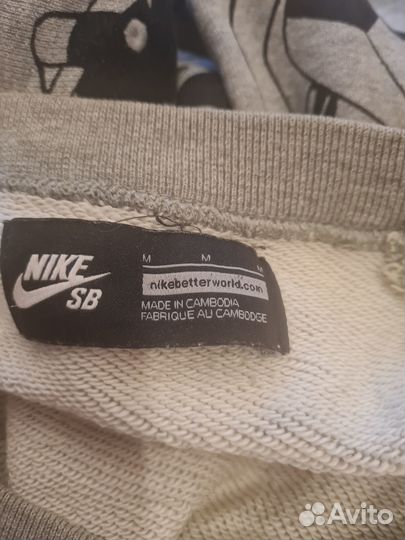 NIKE
SB
M M M
nikebetterworld.com
MADE IN CAMBODIA
FABRIQUE AU CAMBODGE
Avito